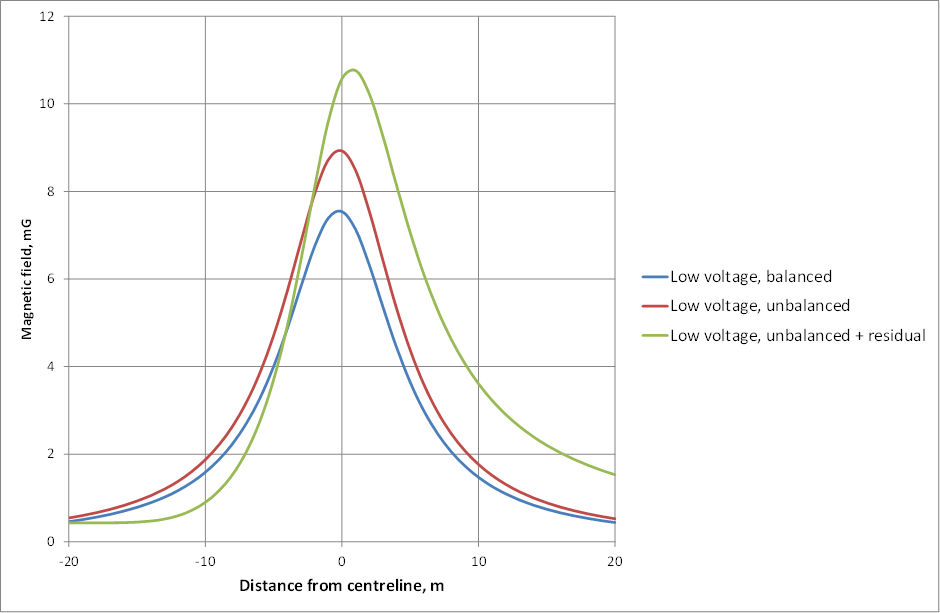 12
10
8
6
4
2
0
-20
-10
0
10
20
Magnetic field, mG
Distance from centreline, m
Low voltage, balanced
Low voltage, unbalanced
Low voltage, unbalanced + residual